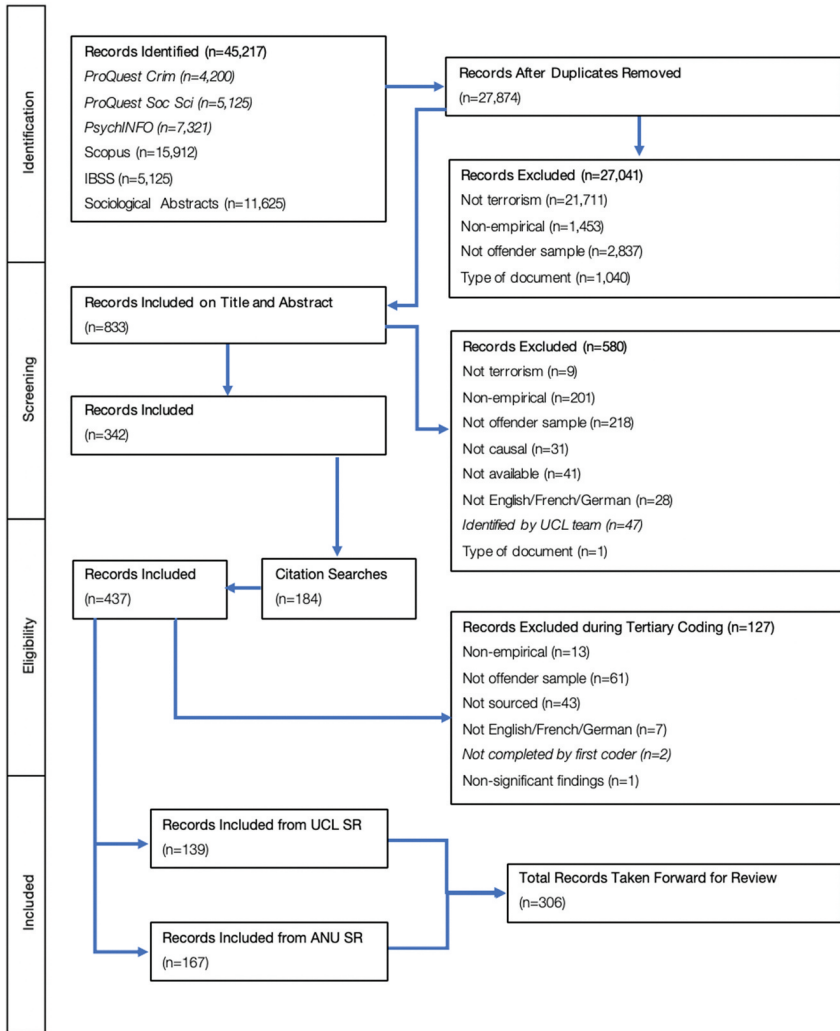 Identification
Records Identified (n=45,217)
ProQuest Crim (n=4,200)
ProQuest Soc Sci (n=5,125)
PsychINFO (n=7,321)
Scopus (n=15,912)
IBSS (n=5,125)
Sociological Abstracts (n=11,625)
Records After Duplicates Removed
(n=27,874)
Records Excluded (n=27,041)
Not terrorism (n=21,711)
Non-empirical (n=1,453)
Not offender sample (n=2,837)
Type of document (n=1,040)
Screening
Records Included on Title and Abstract
(n=833)
Records Included
(n=342)
Records Excluded (n=580)
Not terrorism (n=9)
Non-empirical (n=201)
Not offender sample (n=218)
Not causal (n=31)
Not available (n=41)
Not English/French/German (n=28)
Identified by UCL team (n=47)
Type of document (n=1)
Eligibility
Records Included
(n=437)
Citation Searches
(n=184)
Records Excluded during Tertiary Coding (n=127)
Non-empirical (n=13)
Not offender sample (n=61)
Not sourced (n=43)
Not English/French/German (n=7)
Not completed by first coder (n=2)
Non-significant findings (n=1)
Included
Records Included from UCL SR
(n=139)
Records Included from ANU SR
(n=167)
Total Records Taken Forward for Review
(n=306)